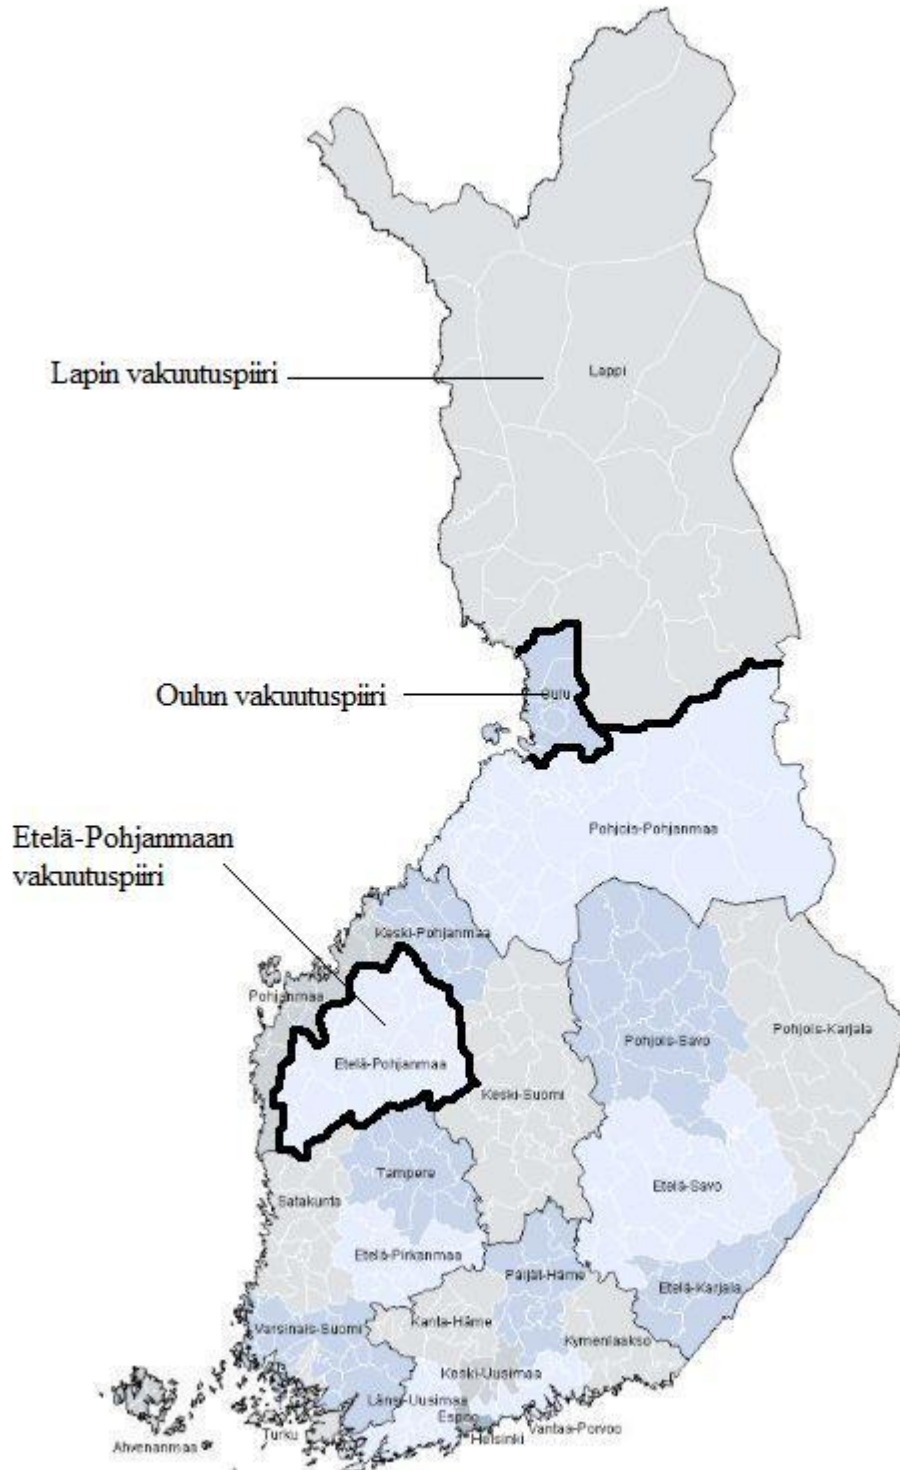 Lappi
Lapin vakuutuspiiri
Oulun vakuutuspiiri
Oulu
Pohjois-Pohjanmaa
Etelä-Pohjanmaan
vakuutuspiiri
Keski-Pohjanmaa
Pohjanmaa
Pohjois-Karjala
Pohjois-Savo
Etelä-Pohjanmaa
Keski-Suomi
Tampere
Etelä-Savo
Satakunta
Etelä-Pirkanmaa
Päijät-Häme
Etelä-Karjala
Varsinais-Suomi
Kanta-Häme
Kymenlaakso
Keski-Uusimaa
Länsi-Uusimaa
Espoo
Vantaa-Porvoo
Turku
Helsinki
Ahvenanmaa